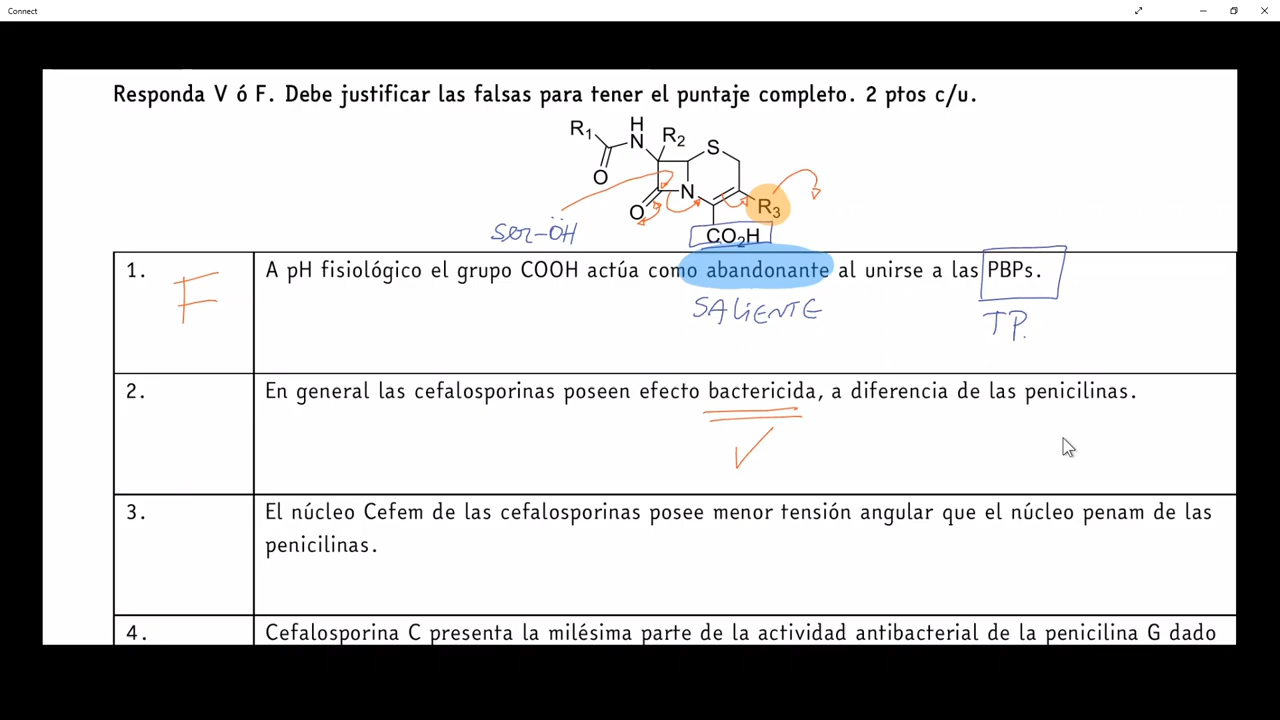 Connect
Responda V ó F. Debe justificar las falsas para tener el puntaje completo. 2 ptos c/u.
H
R1 N R2 S
O N
O R3
ser-ÖH CO2H
1. A pH fisiológico el grupo COOH actúa como abandonante al unirse a las PBPs.
F SALIENTE TP.
2. En general las cefalosporinas poseen efecto bactericida, a diferencia de las penicilinas.
3. El núcleo Cefem de las cefalosporinas posee menor tensión angular que el núcleo penam de las
penicilinas.
4. Cefalosporina C presenta la milésima parte de la actividad antibacterial de la penicilina G dado